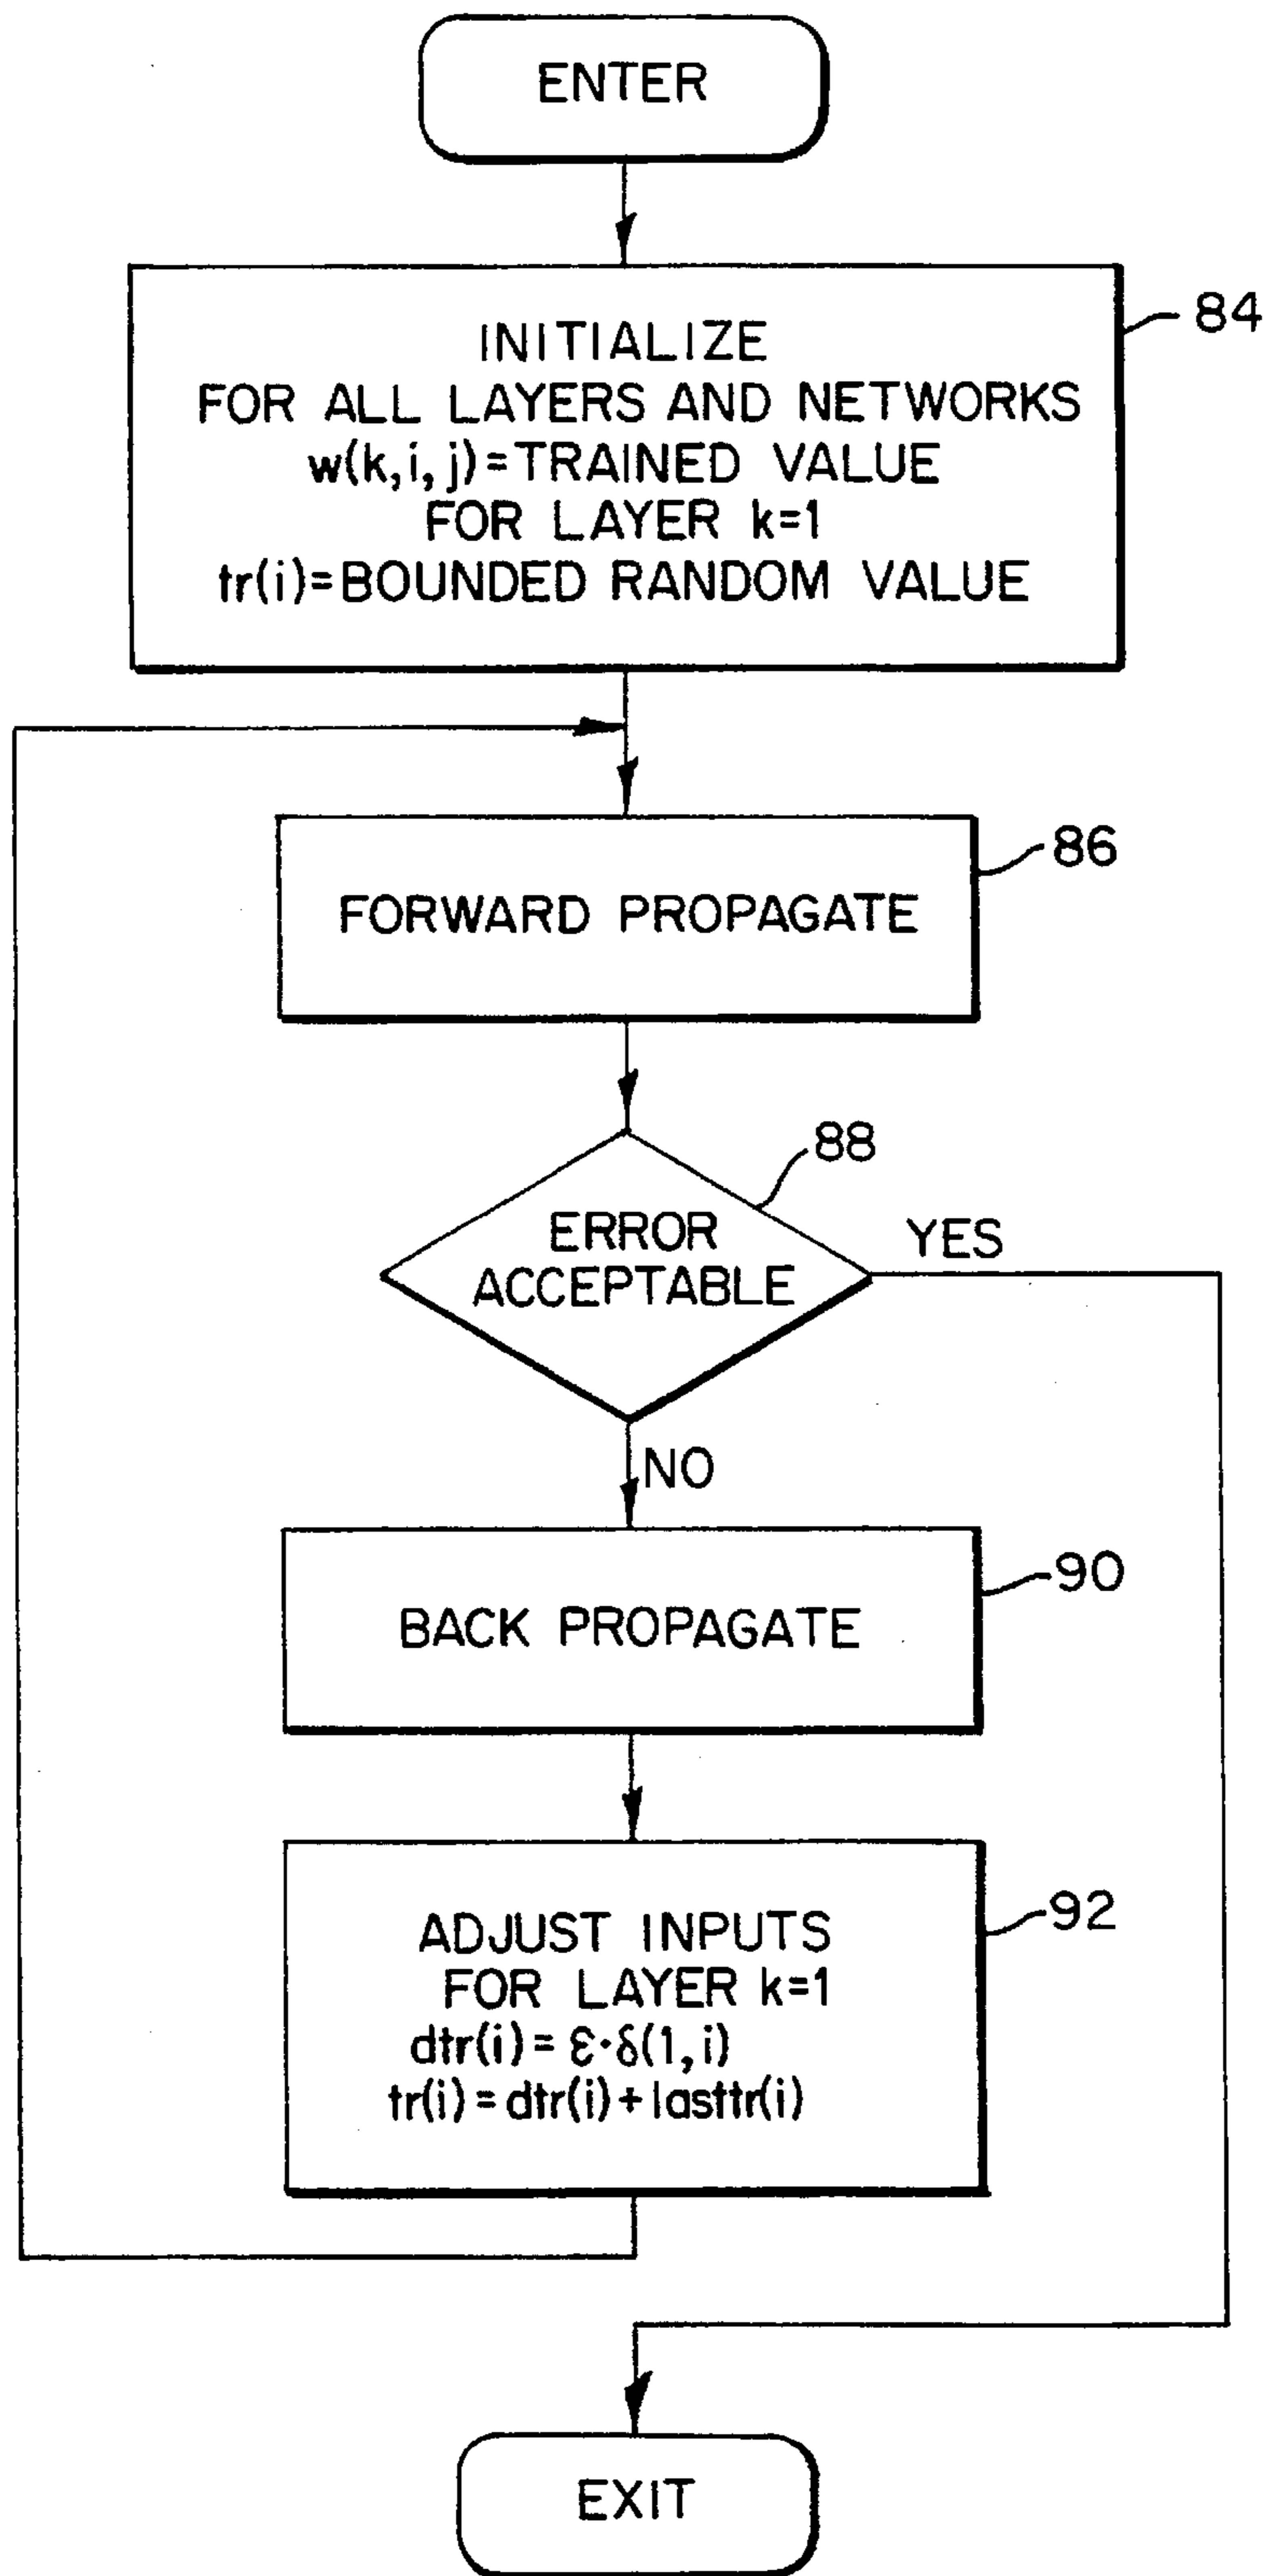 ENTER
INITIALIZE
FOR ALL LAYERS AND NETWORKS
w(k,i,j)=TRAINED VALUE
FOR LAYER k=1
tr(i)=BOUNDED RANDOM VALUE
84
FORWARD PROPAGATE
86
ERROR
ACCEPTABLE
88
YES
NO
BACK PROPAGATE
90
ADJUST INPUTS
FOR LAYER k=1
dtr(i)=ε·δ(1,i)
tr(i)=dtr(i)+lasttr(i)
92
EXIT